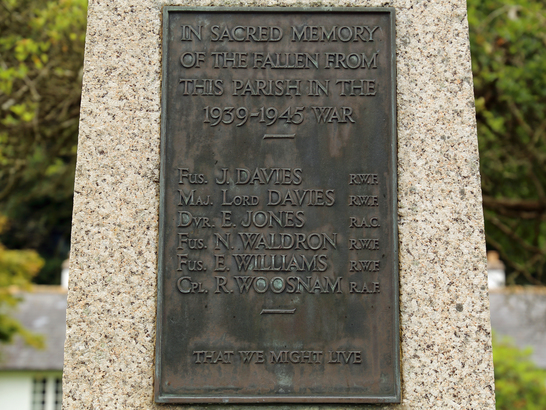 IN SACRED MEMORY
OF THE FALLEN FROM
THIS PARISH IN THE
1939-1945 WAR
FUS. J. DAVIES R.W.F.
MAJ. LORD DAVIES R.W.F.
DVR. E. JONES R.A.C.
FUS. N. WALDRON R.W.F.
FUS. E. WILLIAMS R.W.F.
CPL. R. WOOSNAM R.A.F.
THAT WE MIGHT LIVE